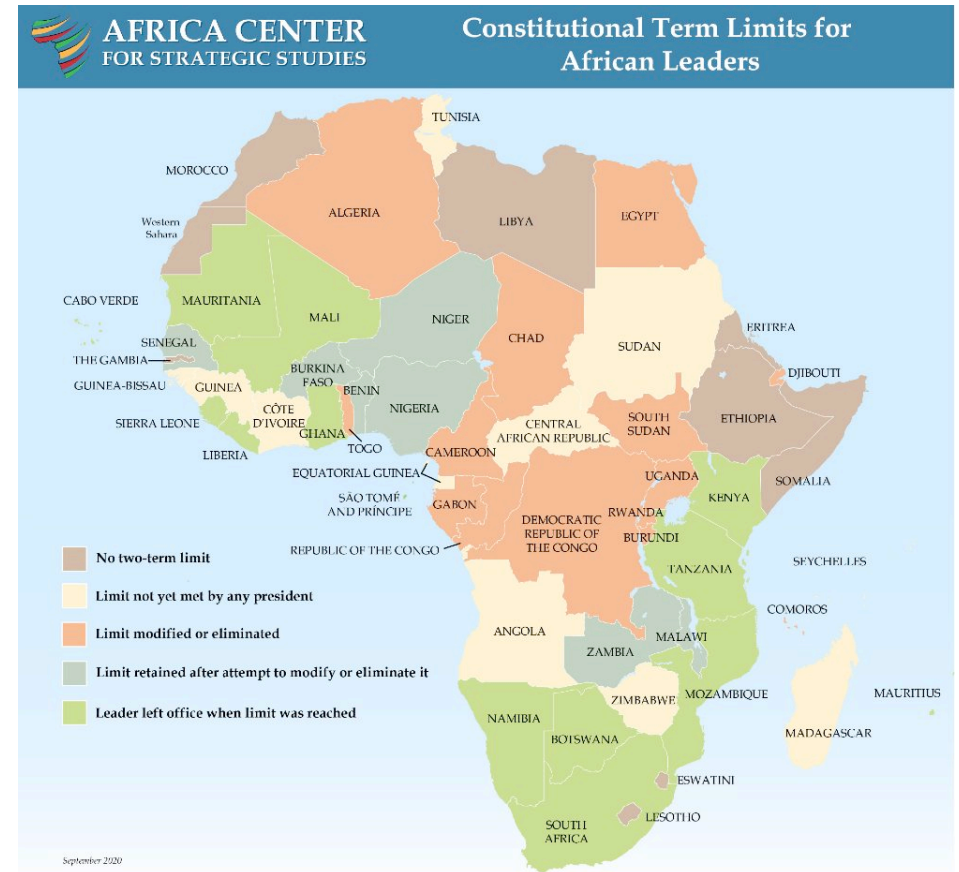 AFRICA CENTER
FOR STRATEGIC STUDIES
Constitutional Term Limits for
African Leaders
TUNISIA
MOROCCO
ALGERIA
LIBYA
EGYPT
Western
Sahara
CABO VERDE
MAURITANIA
MALI
NIGER
CHAD
SUDAN
ERITREA
SENEGAL
THE GAMBIA
GUINEA-BISSAU
GUINEA
BURKINA
FASO
BENIN
NIGERIA
DJIBOUTI
ETHIOPIA
SIERRA LEONE
CÔTE
D'IVOIRE
GHANA
TOGO
LIBERIA
CENTRAL
AFRICAN REPUBLIC
SOUTH
SUDAN
CAMEROON
EQUATORIAL GUINEA
SÃO TOMÉ
AND PRÍNCIPE
GABON
REPUBLIC OF THE CONGO
DEMOCRATIC
REPUBLIC OF
THE CONGO
UGANDA
RWANDA
BURUNDI
KENYA
SOMALIA
TANZANIA
SEYCHELLES
COMOROS
No two-term limit
Limit not yet met by any president
Limit modified or eliminated
Limit retained after attempt to modify or eliminate it
Leader left office when limit was reached
ANGOLA
ZAMBIA
MALAWI
MOZAMBIQUE
ZIMBABWE
MAURITIUS
MADAGASCAR
NAMIBIA
BOTSWANA
ESWATINI
LESOTHO
SOUTH
AFRICA
September 2020